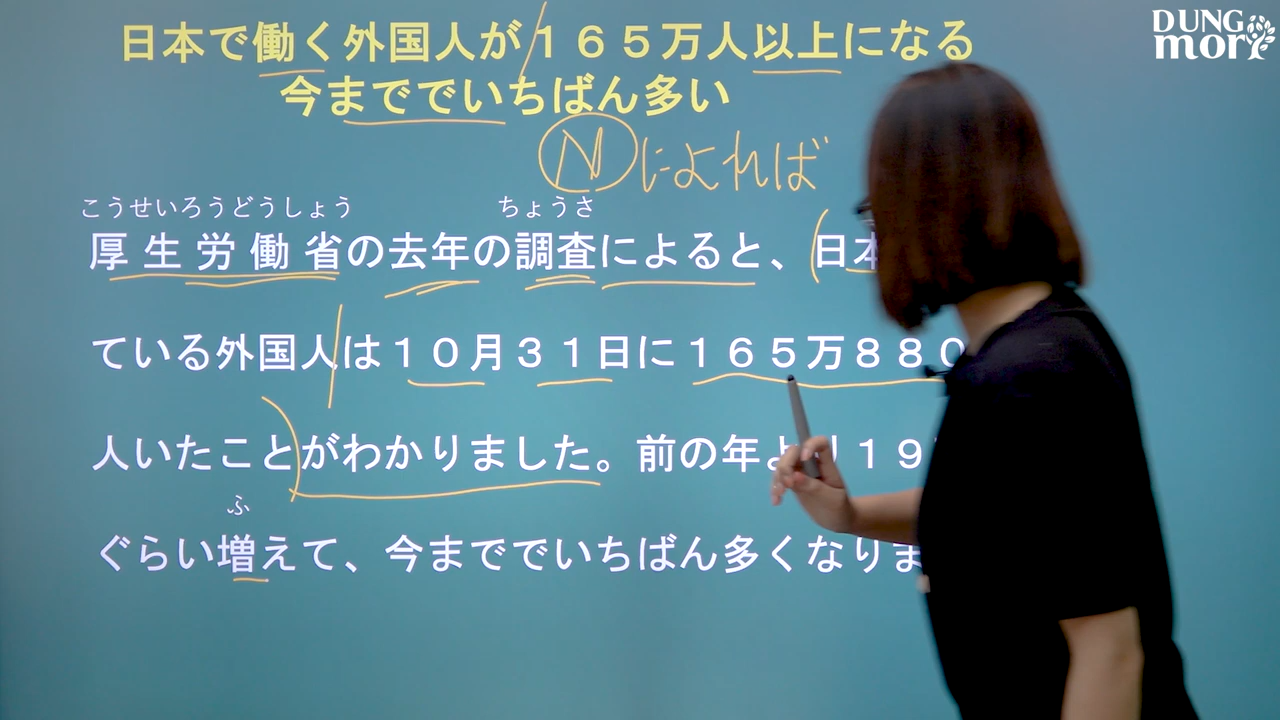 DUNG
mori
日本で働く外国人が１６５万人以上になる
今まででいちばん多い
Nによれば
こうせいろうどうしょう ちょうさ
厚生労働省の去年の調査によると、日本
ている外国人は１０月３１日に１６５万８８０
人いたことがわかりました。前の年より１９
ふ
ぐらい増えて、今まででいちばん多くなりま